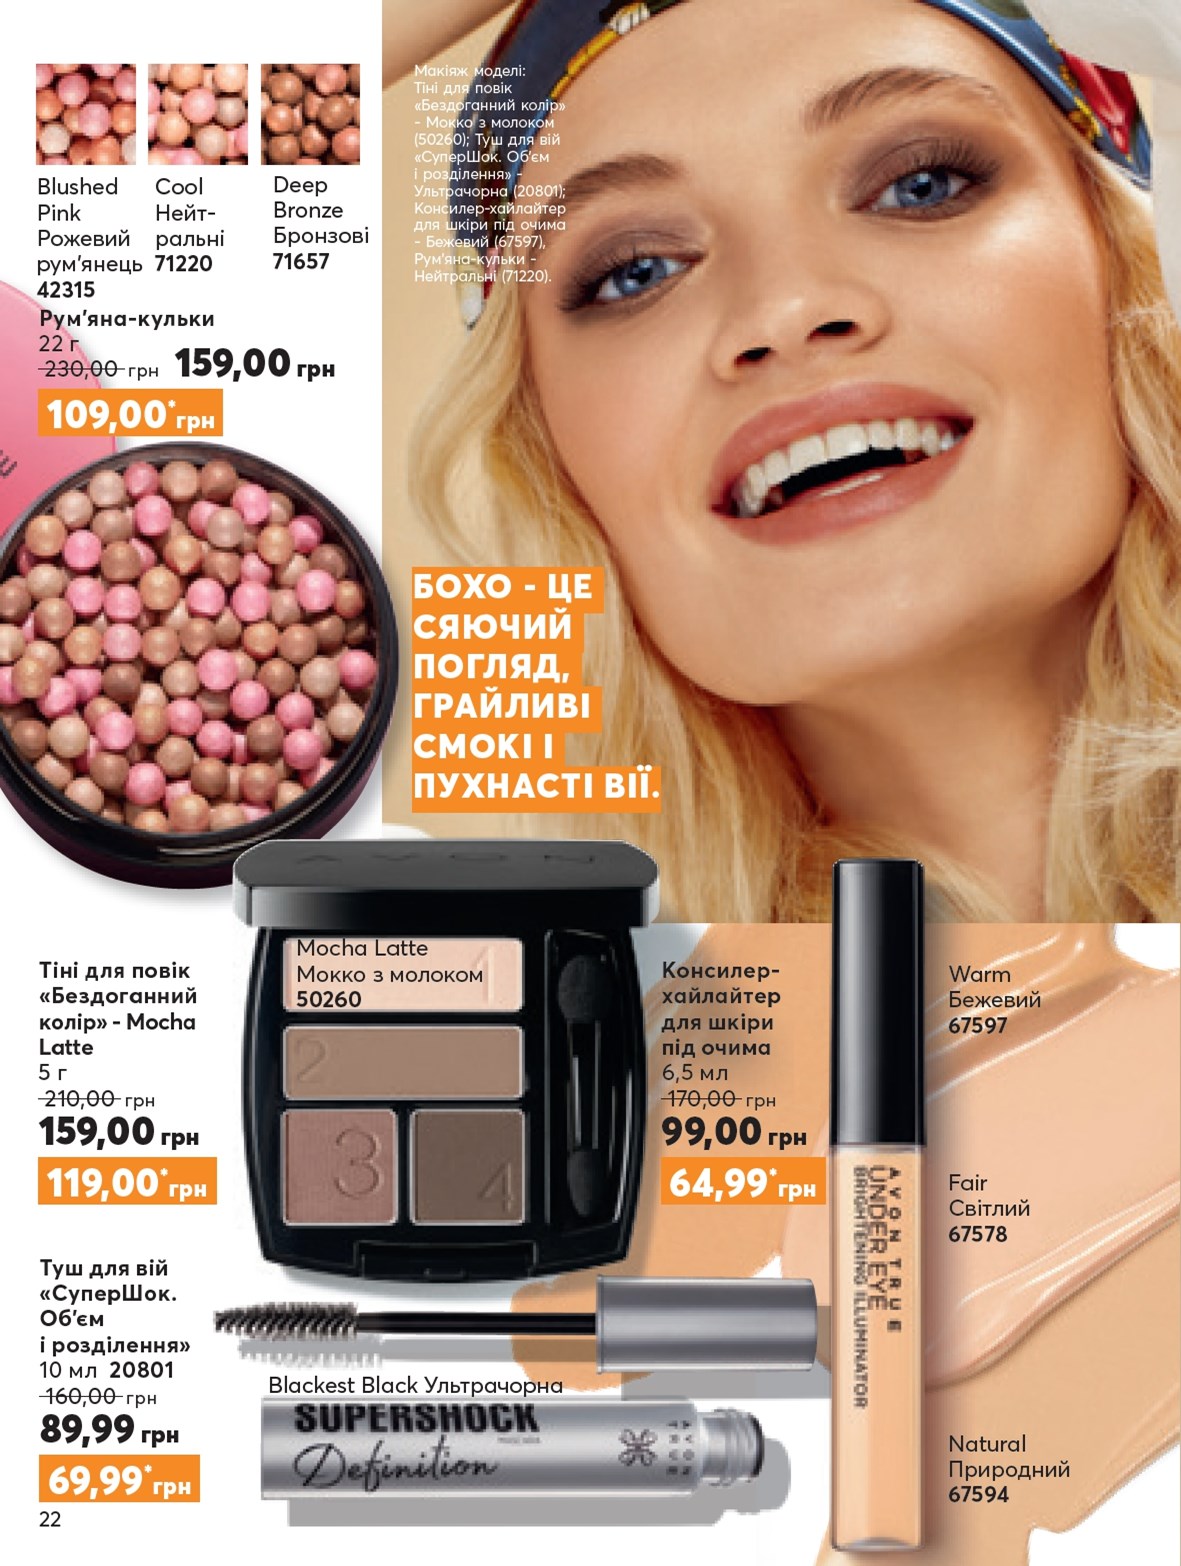 Blushed
Pink
Рожевий
рум'янець
42315
Cool
Нейт-
ральні
71220
Deep
Bronze
Бронзові
71657
Рум'яна-кульки
22 г
230,00 грн 159,00 грн
109,00* грн
Макіяж моделі:
Тіні для повік
«Бездоганний колір»
- Мокко з молоком
(50260); Туш для вій
«СуперШок. Об'єм
і розділення» -
Ультрачорна (20801);
Консилер-хайлайтер
для шкіри під очима
- Бежевий (67597),
Рум'яна-кульки -
Нейтральні (71220).
БОХО - ЦЕ
СЯЮЧИЙ
ПОГЛЯД,
ГРАЙЛИВІ
СМОКІ І
ПУХНАСТІ ВІЇ.
AVON
Тіні для повік
«Бездоганний
колір» - Mocha
Latte
5 г
210,00 грн
159,00 грн
119,00* грн
Mocha Latte
Мокко з молоком
50260
1
2
3
4
Консилер-
хайлайтер
для шкіри
під очима
6,5 мл
170,00 грн
99,00 грн
64,99* грн
AVON TRUE
UNDER EYE
BRIGHTENING ILLUMINATOR
Warm
Бежевий
67597
Fair
Світлий
67578
Natural
Природний
67594
Туш для вій
«СуперШок.
Об'єм
і розділення»
10 мл 20801
160,00 грн
89,99 грн
69,99* грн
Blackest Black Ультрачорна
SUPERSHOCK
Definition
22